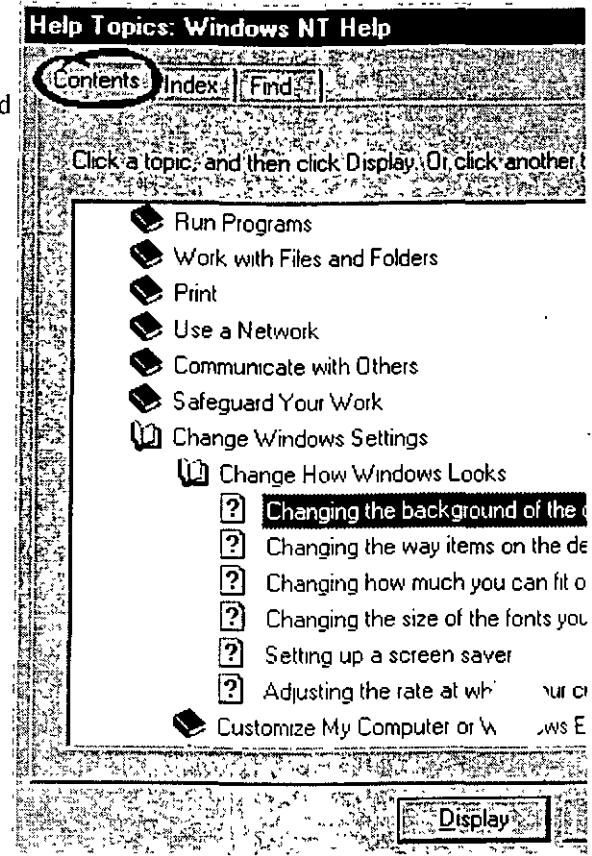 Help Topics: Windows NT Help
Contents Index Find
d
Click a topic, and then click Display. Or click another
Run Programs
Work with Files and Folders
Print
Use a Network
Communicate with Others
Safeguard Your Work
Change Windows Settings
Change How Windows Looks
Changing the background of the
Changing the way items on the de
Changing how much you can fit o
Changing the size of the fonts you
Setting up a screen saver
Adjusting the rate at
Customize My Computer or
Display